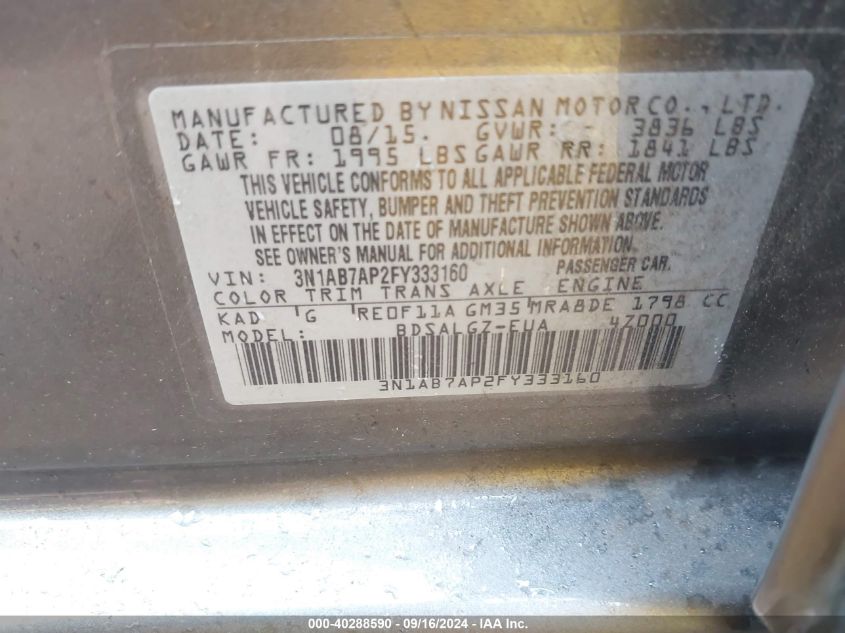 MANUFACTURED BY NISSAN MOTOR CO., LTD.
DATE: 08/15. GVWR: 3836 LBS
GAWR FR: 1995 LBS GAWR RR: 1841 LBS
THIS VEHICLE CONFORMS TO ALL APPLICABLE FEDERAL MOTOR
VEHICLE SAFETY, BUMPER AND THEFT PREVENTION STANDARDS
IN EFFECT ON THE DATE OF MANUFACTURE SHOWN ABOVE.
SEE OWNER'S MANUAL FOR ADDITIONAL INFORMATION.
VIN: 3N1AB7AP2FY333160 PASSENGER CAR.
COLOR TRIM TRANS AXLE ENGINE
KAD G RE0F11A GM35 MRA8DE 1798 CC
MODEL: BDSALGZ-EUA 4Z000
3N1AB7AP2FY333160
000-40288590 - 09/16/2024 - IAAI.com